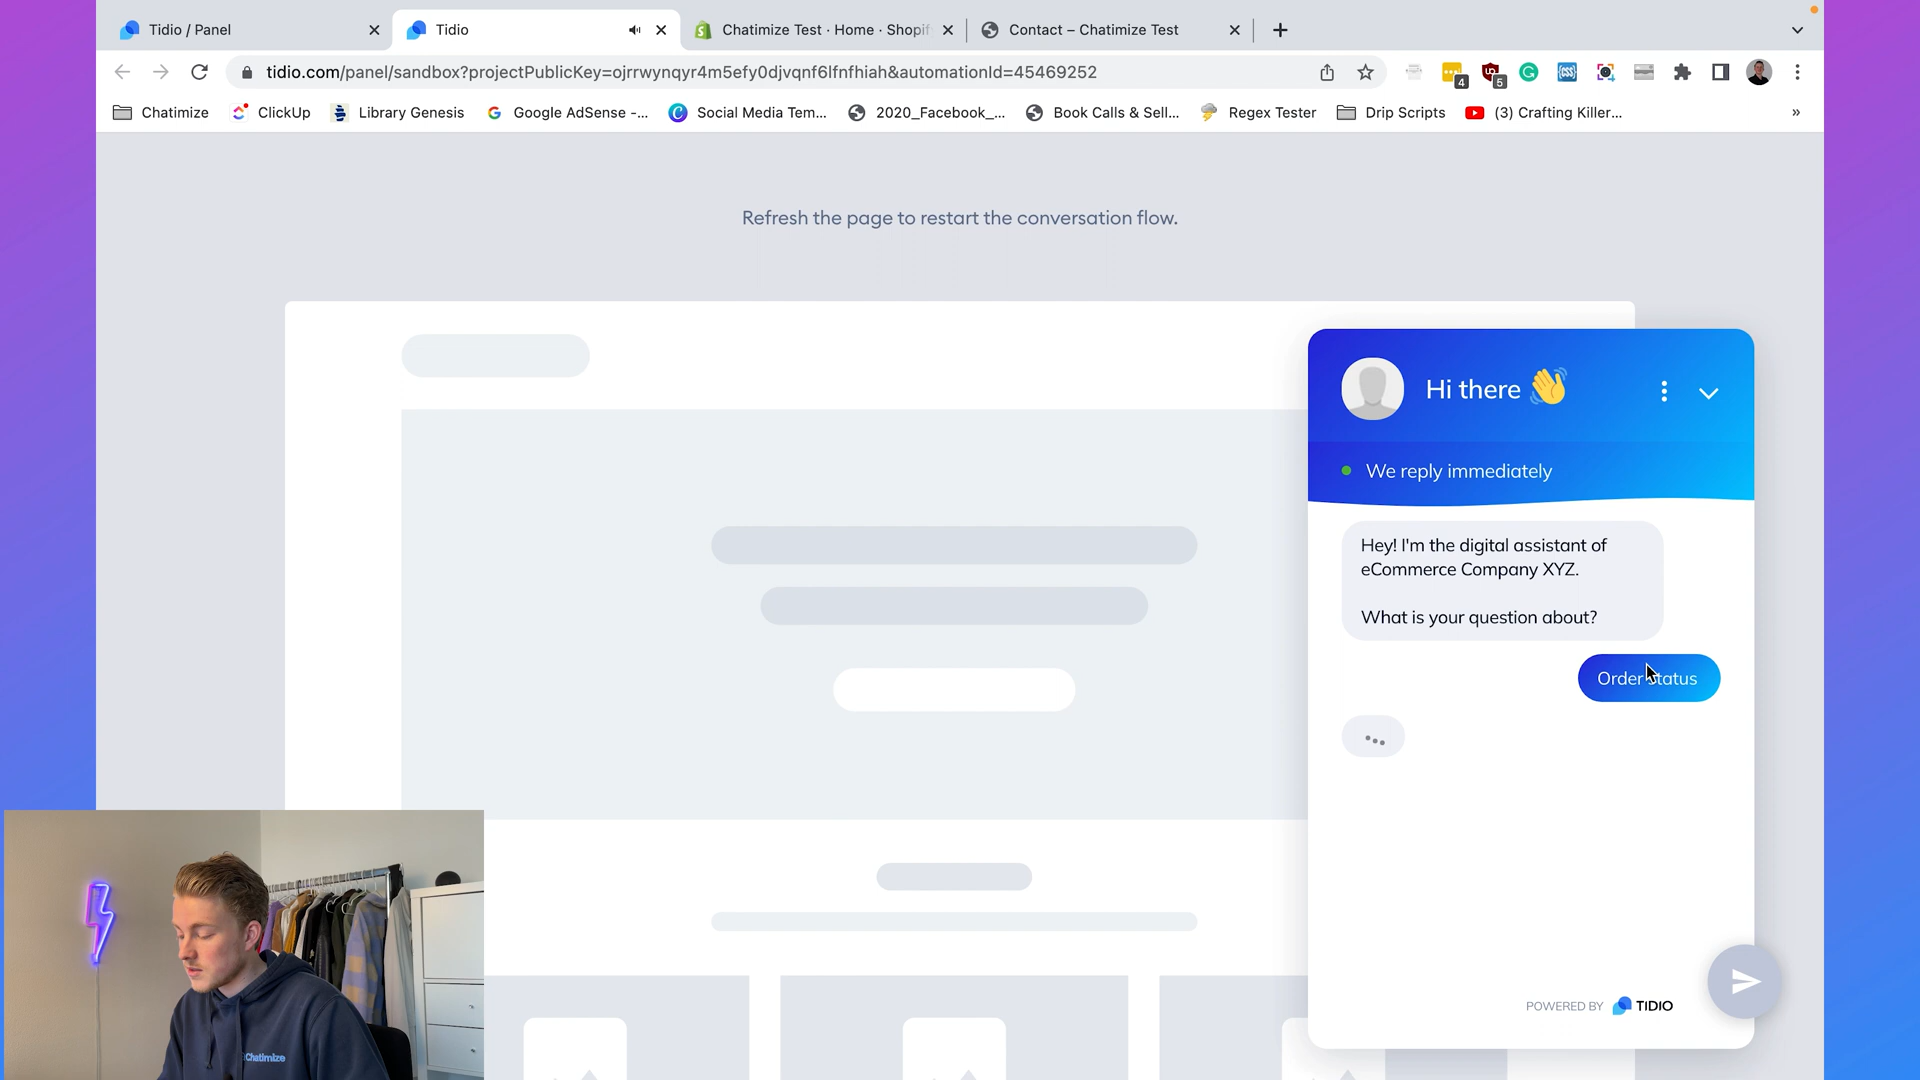 Tidio / Panel
Tidio
Chatimize Test · Home · Shopif
Contact – Chatimize Test
tidio.com/panel/sandbox?projectPublicKey=ojrrwynqyr4m5efy0djvqnf6lfnfhiah&automationId=45469252
4
5
Chatimize
ClickUp
Library Genesis
Google AdSense -...
Social Media Tem...
2020_Facebook_...
Book Calls & Sell...
Regex Tester
Drip Scripts
(3) Crafting Killer...
»
Refresh the page to restart the conversation flow.
Hi there 👋
We reply immediately
Hey! I'm the digital assistant of
eCommerce Company XYZ.
What is your question about?
Order status
POWERED BY TIDIO
Chatimize